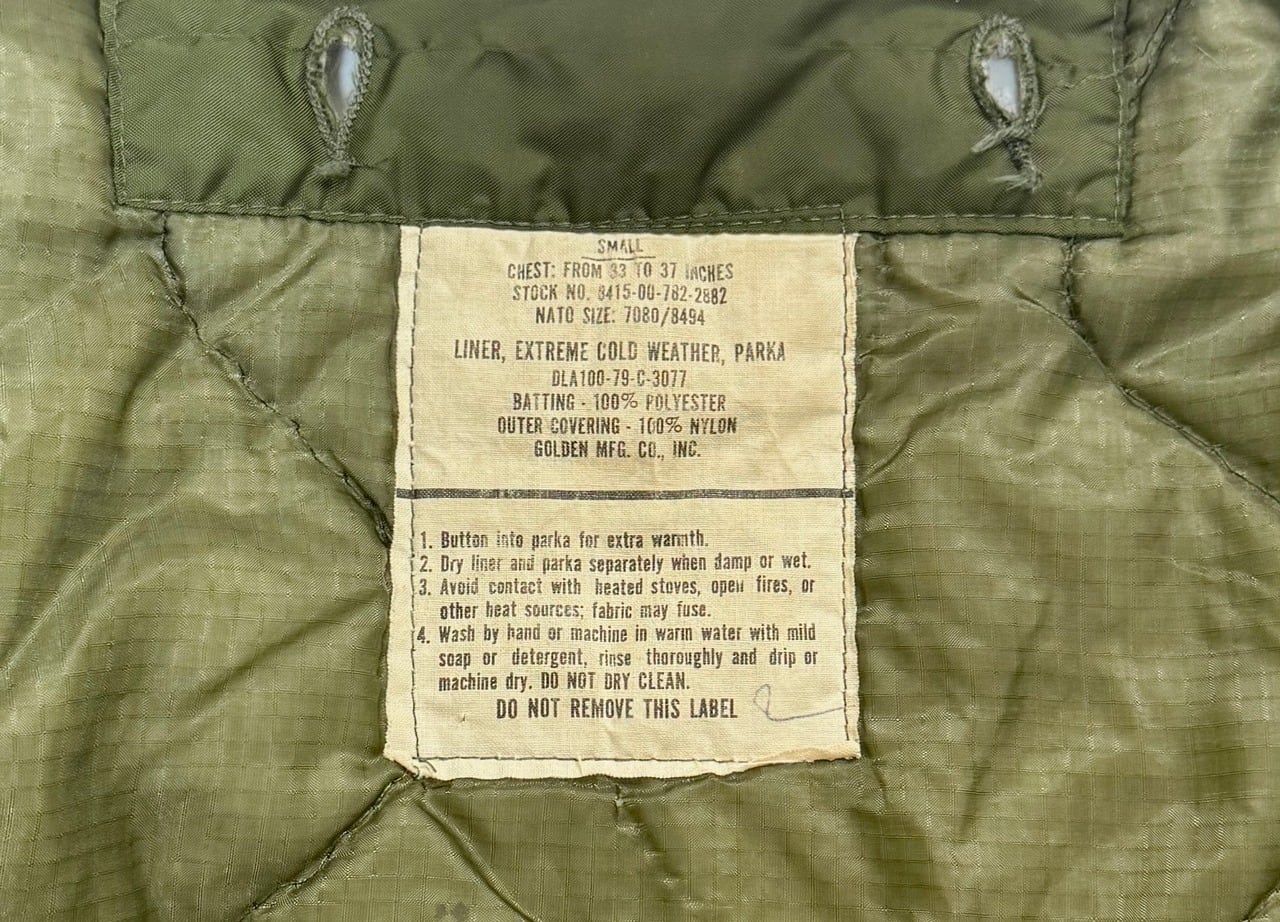 SMALL
CHEST: FROM 33 TO 37 INCHES
STOCK NO. 8415-00-782-2882
NATO SIZE: 7080/8494
LINER, EXTREME COLD WEATHER, PARKA
DLA100-79-C-3077
BATTING - 100% POLYESTER
OUTER COVERING - 100% NYLON
GOLDEN MFG. CO., INC.
1. Button into parka for extra warmth.
2. Dry liner and parka separately when damp or wet.
3. Avoid contact with heated stoves, open fires, or
other heat sources; fabric may fuse.
4. Wash by hand or machine in warm water with mild
soap or detergent, rinse thoroughly and drip or
machine dry. DO NOT DRY CLEAN.
DO NOT REMOVE THIS LABEL